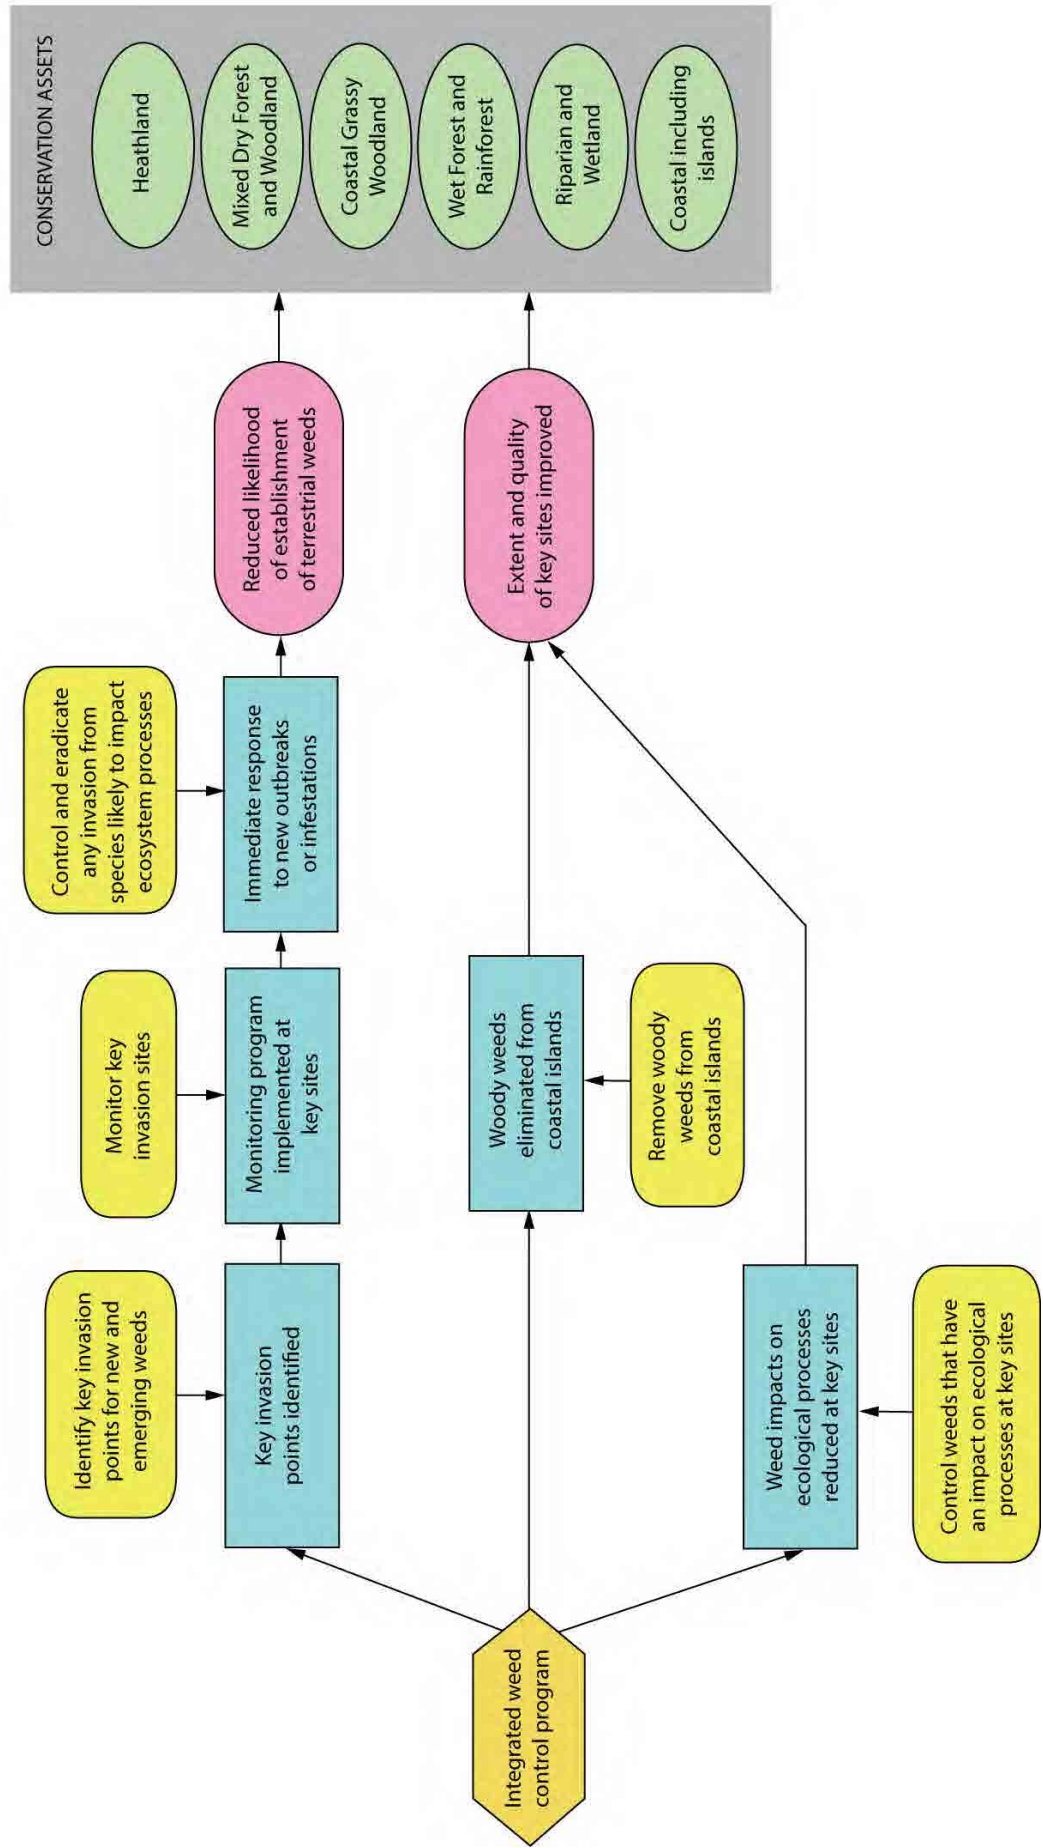 Integrated weed
control program
Identify key invasion
points for new and
emerging weeds
Key invasion
points identified
Monitor key
invasion sites
Monitoring program
implemented at
key sites
Control and eradicate
any invasion from
species likely to impact
ecosystem processes
Immediate response
to new outbreaks
or infestations
Reduced likelihood
of establishment
of terrestrial weeds
Woody weeds
eliminated from
coastal islands
Remove woody
weeds from
coastal islands
Extent and quality
of key sites improved
Weed impacts on
ecological processes
reduced at key sites
Control weeds that have
an impact on ecological
processes at key sites
CONSERVATION ASSETS
Heathland
Mixed Dry Forest
and Woodland
Coastal Grassy
Woodland
Wet Forest and
Rainforest
Riparian and
Wetland
Coastal including
islands